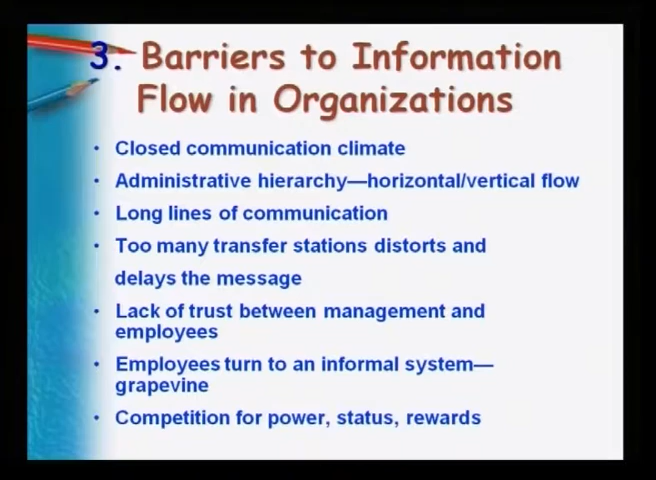 3. Barriers to Information
Flow in Organizations
• Closed communication climate
• Administrative hierarchy—horizontal/vertical flow
• Long lines of communication
• Too many transfer stations distorts and
delays the message
• Lack of trust between management and
employees
• Employees turn to an informal system—
grapevine
• Competition for power, status, rewards